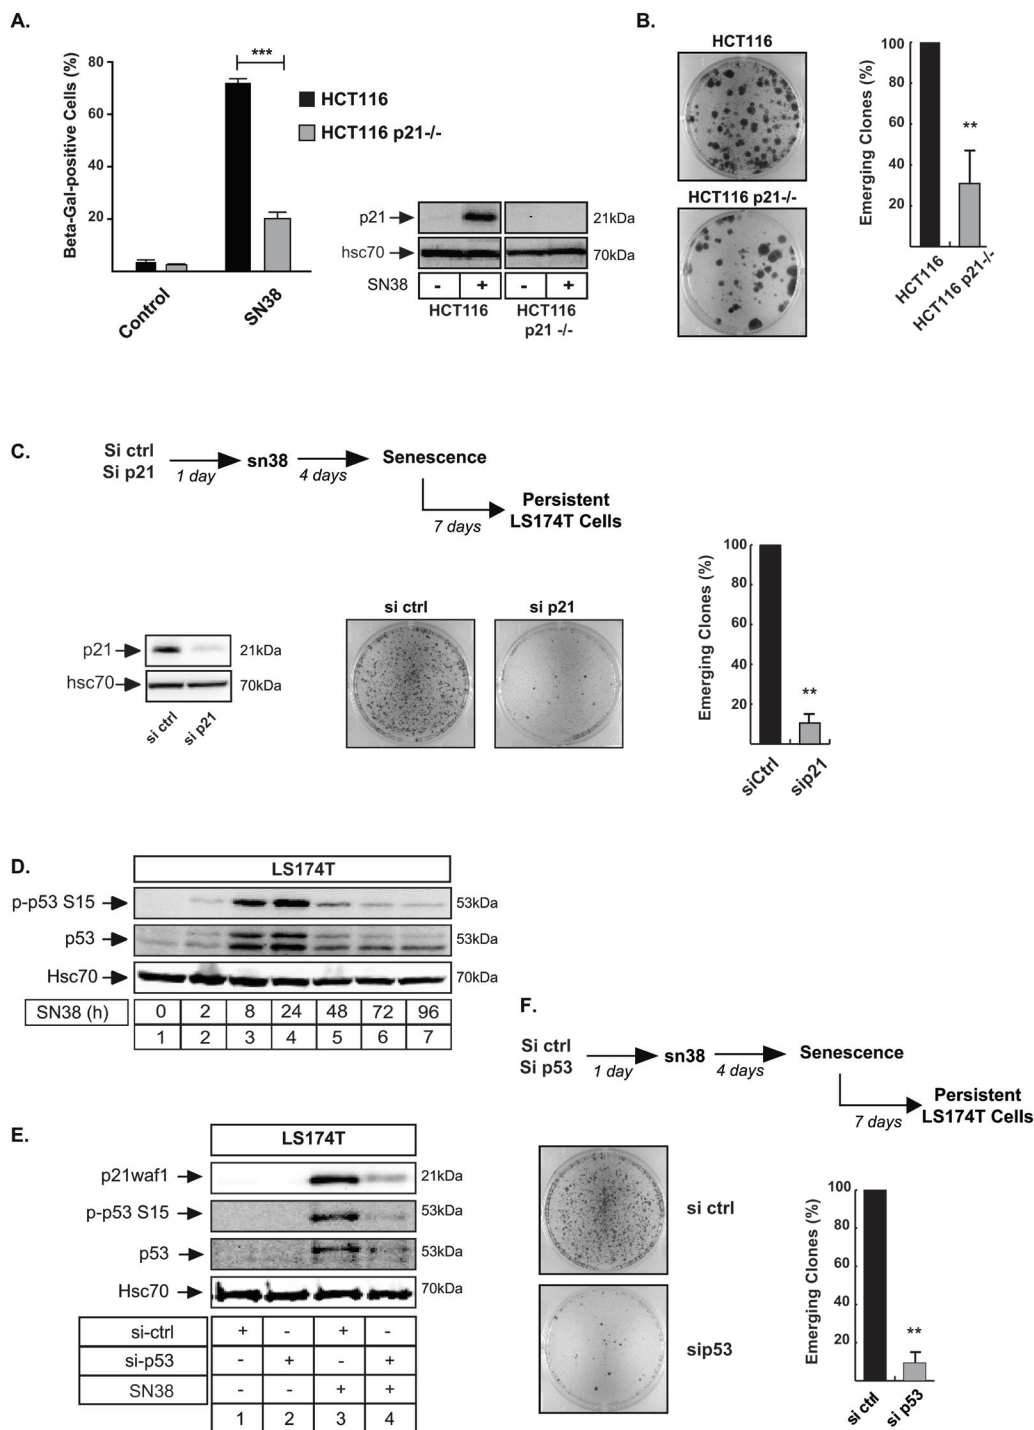 A.
Beta-Gal-positive Cells (%)
80
60
40
20
***
HCT116
HCT116 p21-/-
Control
SN38
p21
21kDa
hsc70
70kDa
SN38
- + - +
HCT116
HCT116
p21 -/-
B.
HCT116
HCT116 p21-/-
Emerging Clones (%)
100
80
60
40
20
**
HCT116
HCT116 p21-/-
C.
Si ctrl
Si p21
1 day
sn38
4 days
Senescence
7 days
Persistent
LS174T Cells
p21
21kDa
hsc70
70kDa
si ctrl
si p21
si ctrl
si p21
Emerging Clones (%)
100
80
60
40
20
**
siCtrl
sip21
D.
LS174T
p-p53 S15
53kDa
p53
53kDa
Hsc70
70kDa
SN38 (h) 0 2 8 24 48 72 96
1 2 3 4 5 6 7
E.
LS174T
p21waf1
21kDa
p-p53 S15
53kDa
p53
53kDa
Hsc70
70kDa
si-ctrl + - + -
si-p53 - + - +
SN38 - - + +
1 2 3 4
F.
Si ctrl
Si p53
1 day
sn38
4 days
Senescence
7 days
Persistent
LS174T Cells
si ctrl
sip53
Emerging Clones (%)
100
80
60
40
20
**
si ctrl
si p53